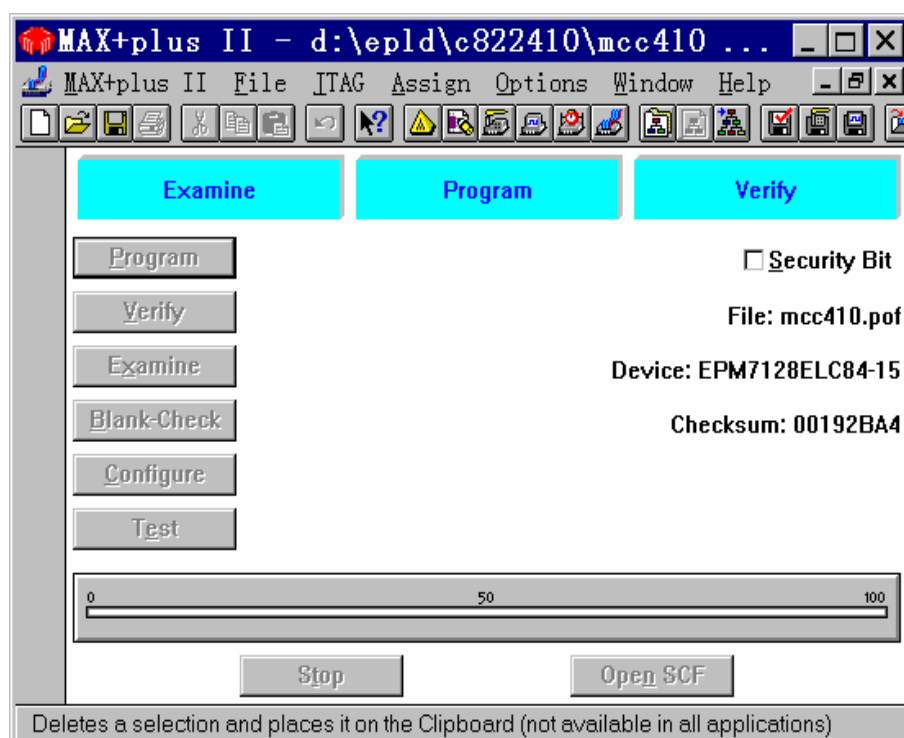 MAX+plus II - d:\epld\c822410\mcc410 ...
MAX+plus II File JTAG Assign Options Window Help
Examine Program Verify
Program
Security Bit
Verify
File: mcc410.pof
Examine
Device: EPM7128ELC84-15
Blank-Check
Checksum: 00192BA4
Configure
Test
0 50 100
Stop Open SCF
Deletes a selection and places it on the Clipboard (not available in all applications)